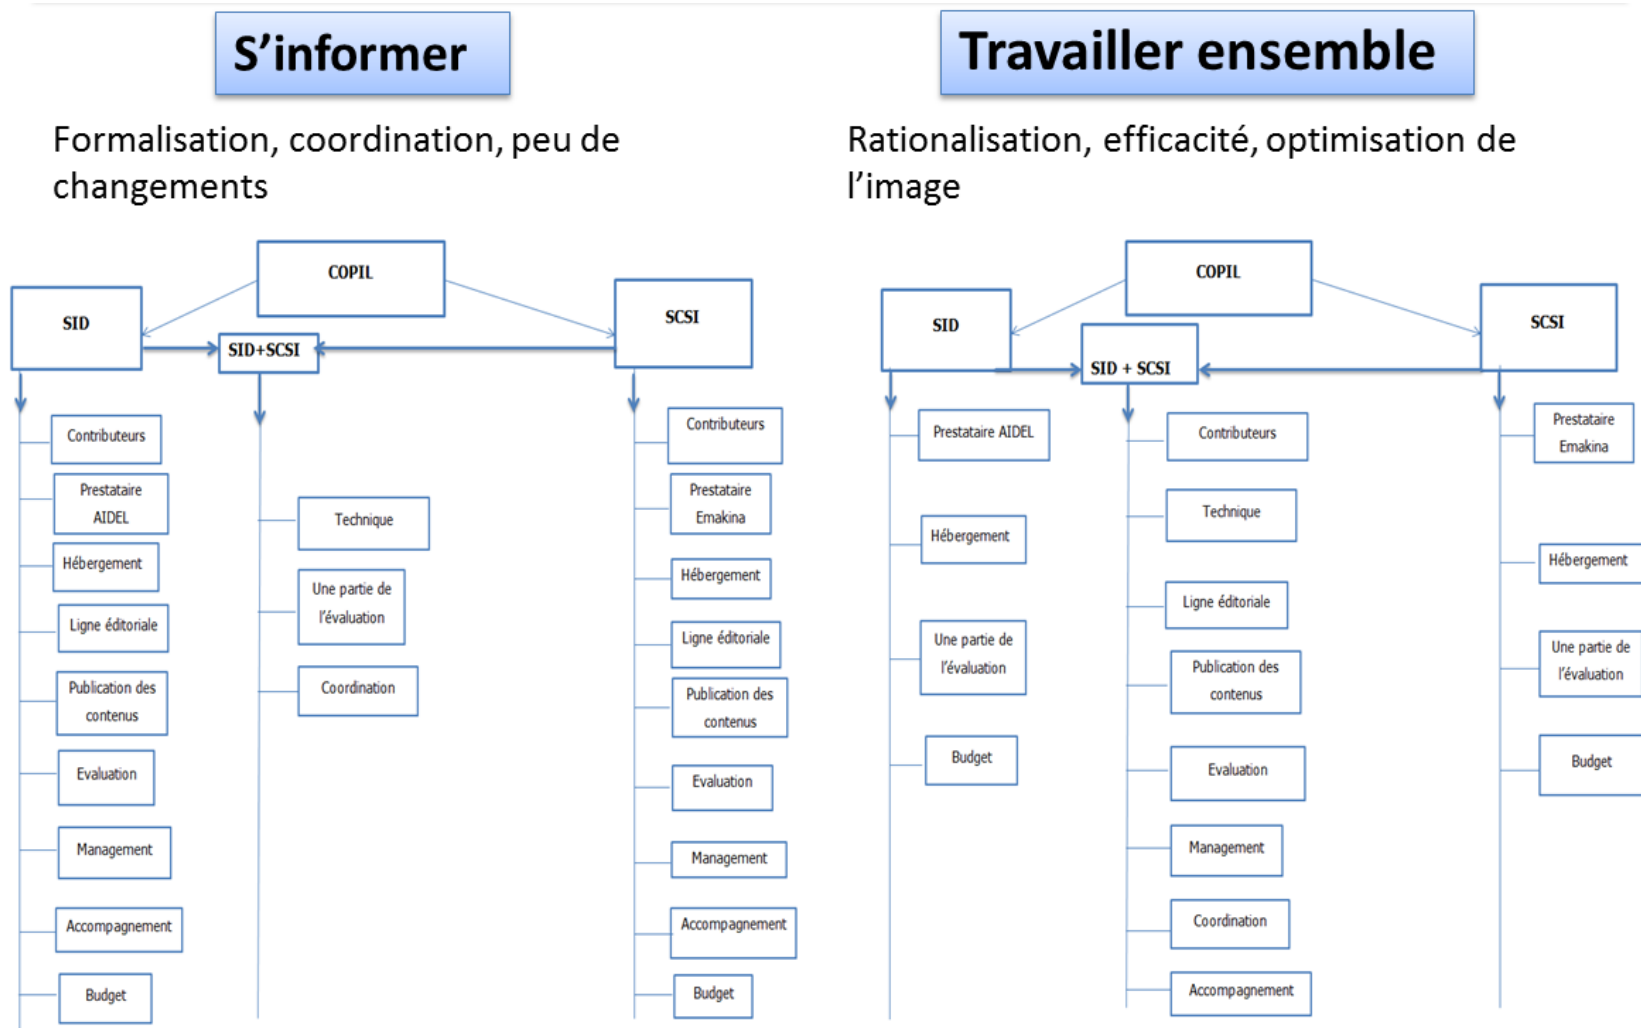 S'informer
Formalisation, coordination, peu de
changements
COPIL
SID
SCSI
SID+SCSI
Contributeurs
Prestataire
AIDEL
Hébergement
Ligne éditoriale
Publication des
contenus
Evaluation
Management
Accompagnement
Budget
Technique
Une partie de
l'évaluation
Coordination
Contributeurs
Prestataire
Emakina
Hébergement
Ligne éditoriale
Publication des
contenus
Evaluation
Management
Accompagnement
Budget
Travailler ensemble
Rationalisation, efficacité, optimisation de
l'image
COPIL
SID
SCSI
SID + SCSI
Prestataire AIDEL
Hébergement
Une partie de
l'évaluation
Budget
Contributeurs
Technique
Ligne éditoriale
Publication des
contenus
Evaluation
Management
Coordination
Accompagnement
Prestataire
Emakina
Hébergement
Une partie de
l'évaluation
Budget